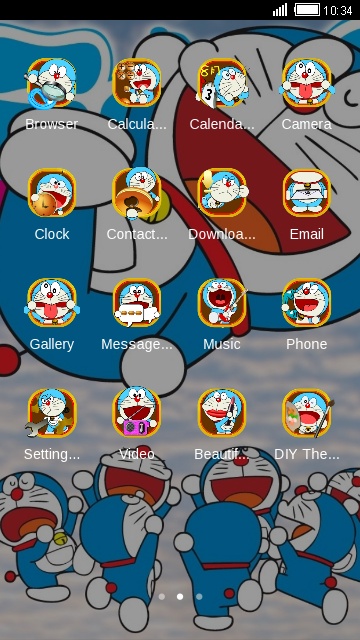 10:34
Browser
Calcula...
Calenda...
Camera
Clock
Contact...
Downloa...
Email
Gallery
Message...
Music
Phone
Setting...
Video
Beautif...
DIY The...